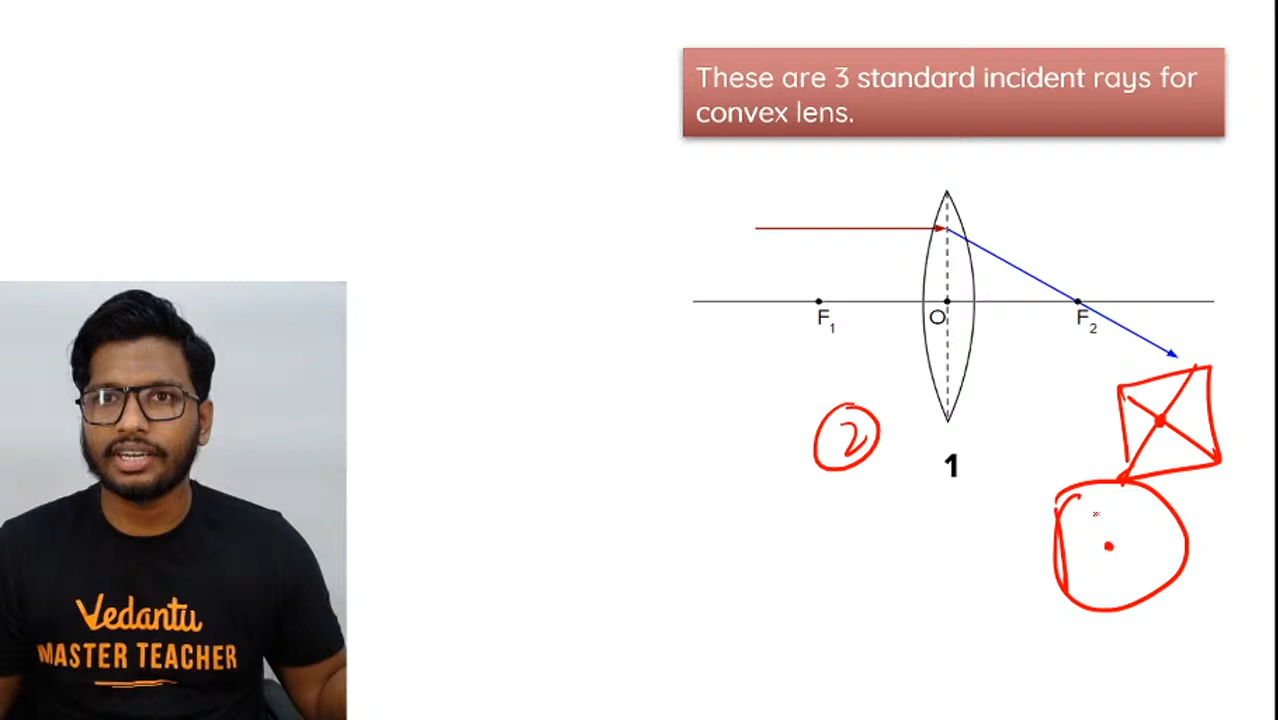 These are 3 standard incident rays for
convex lens.
F1
O
F2
2
1
Vedantu
MASTER TEACHER